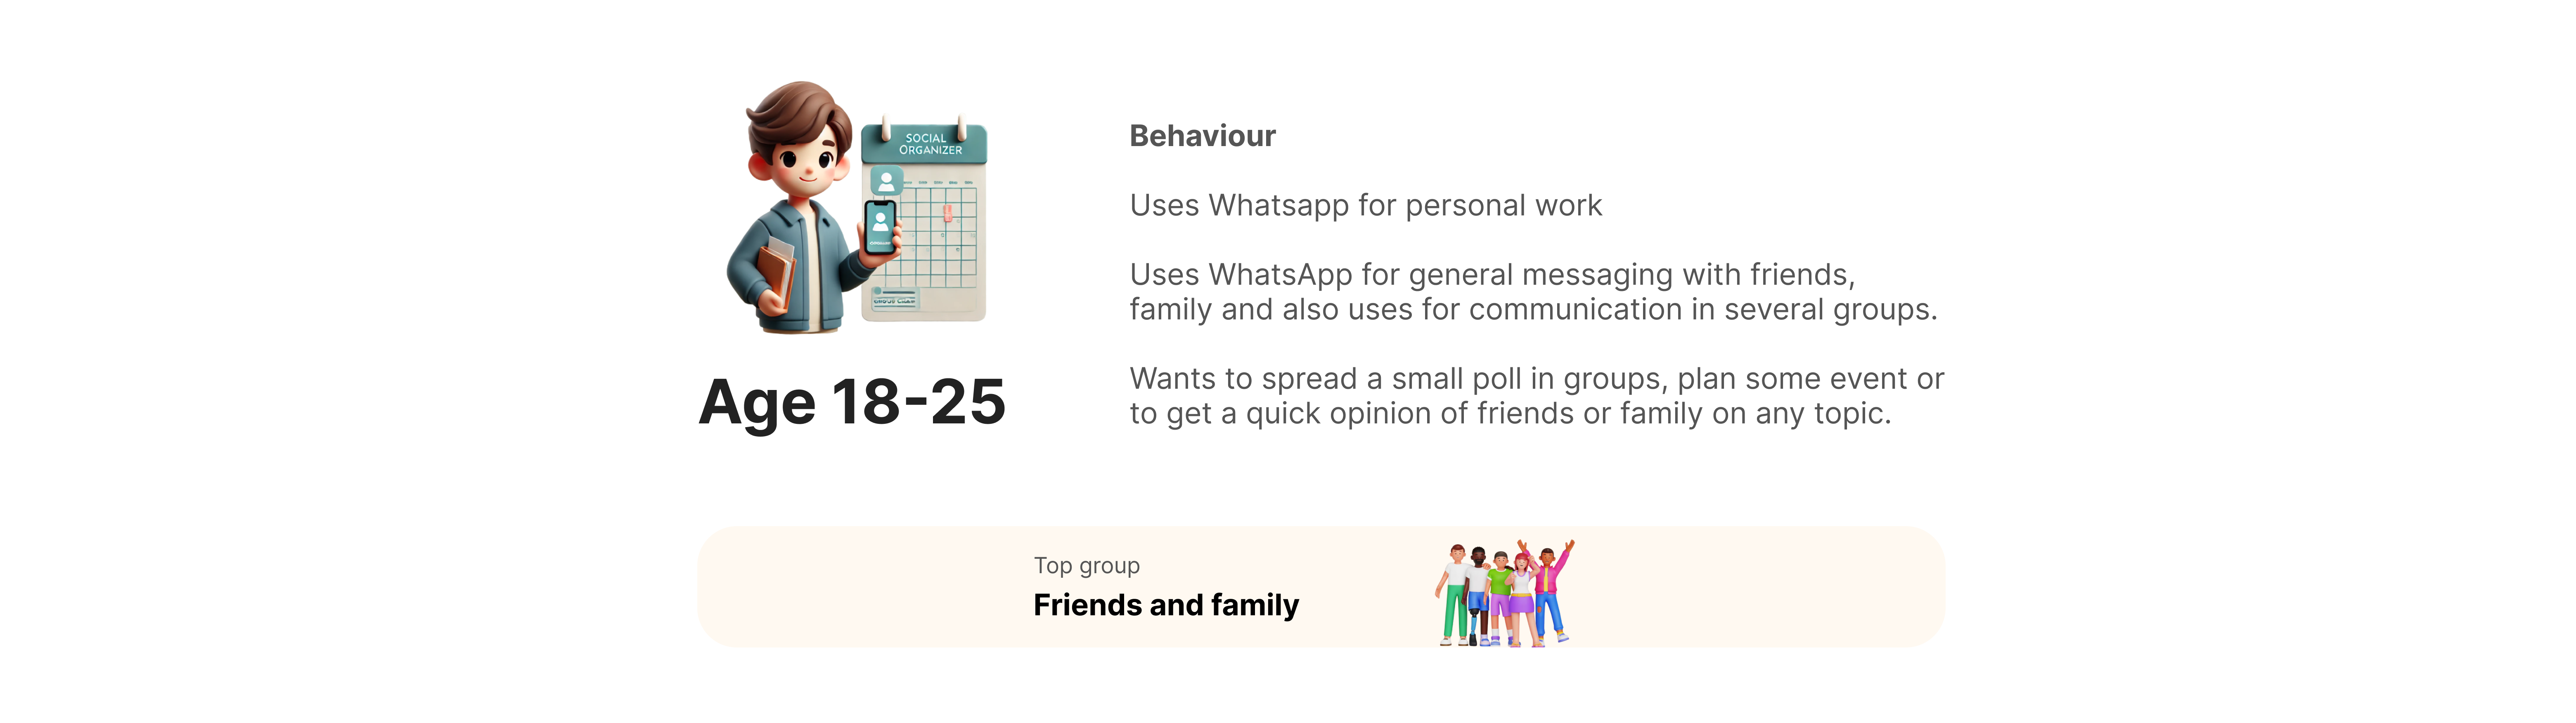 SOCIAL
ORGANIZER
Age 18-25
Behaviour
Uses Whatsapp for personal work
Uses WhatsApp for general messaging with friends,
family and also uses for communication in several groups.
Wants to spread a small poll in groups, plan some event or
to get a quick opinion of friends or family on any topic.
Top group
Friends and family